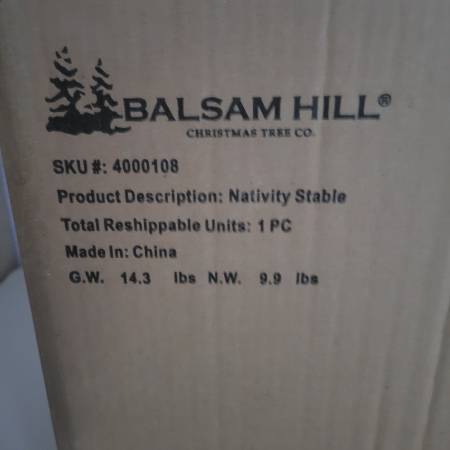 BALSAM HILL®
CHRISTMAS TREE CO.
SKU #: 4000108
Product Description: Nativity Stable
Total Reshippable Units: 1 PC
Made In: China
G.W. 14.3 lbs N.W. 9.9 lbs